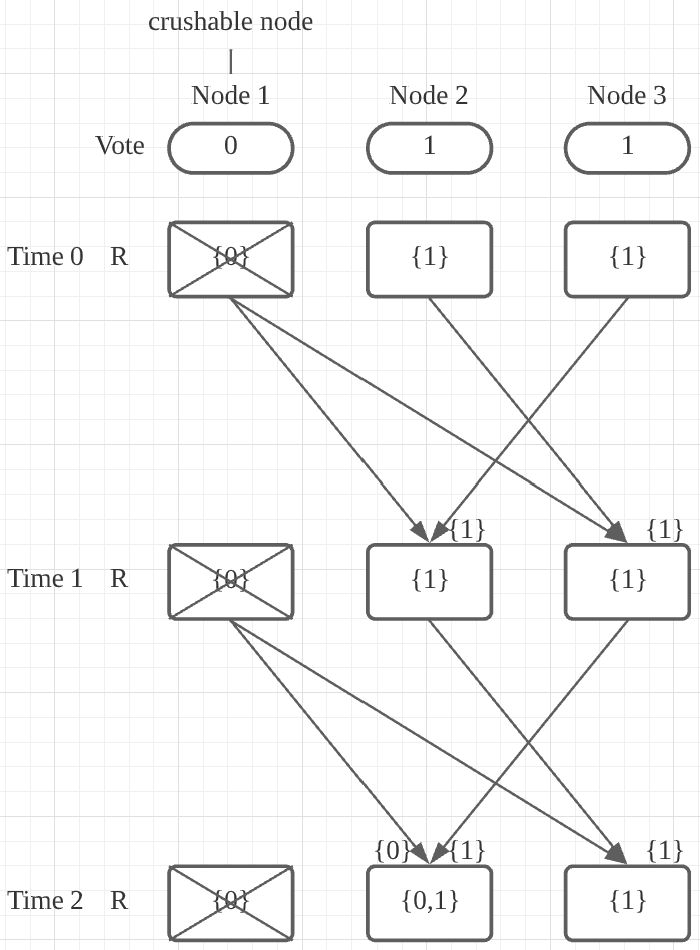 crushable node
Node 1 Node 2 Node 3
Vote 0 1 1
Time 0 R {0} {1} {1}
{1} {1}
Time 1 R {0} {1} {1}
{0} {1} {1}
Time 2 R {0} {0,1} {1}